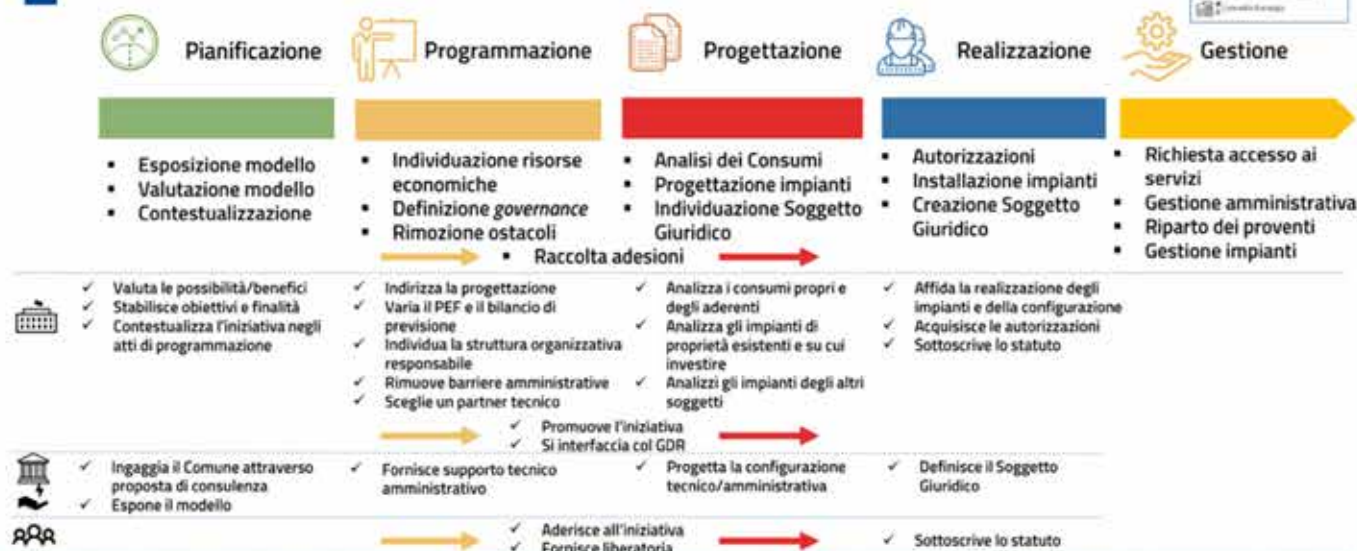 Pianificazione
Programmazione
Progettazione
Realizzazione
Gestione
▪ Esposizione modello
▪ Valutazione modello
▪ Contestualizzazione
▪ Individuazione risorse
economiche
▪ Definizione governance
▪ Rimozione ostacoli
▪ Analisi dei Consumi
▪ Progettazione impianti
▪ Individuazione Soggetto
Giuridico
▪ Raccolta adesioni
▪ Autorizzazioni
▪ Installazione impianti
▪ Creazione Soggetto
Giuridico
▪ Richiesta accesso ai
servizi
▪ Gestione amministrativa
▪ Riparto dei proventi
▪ Gestione impianti
✓ Valuta le possibilità/benefici
✓ Stabilisce obiettivi e finalità
✓ Contestualizza l'iniziativa negli
atti di programmazione
✓ Indirizza la progettazione
✓ Varia il PEF e il bilancio di
previsione
✓ Individua la struttura organizzativa
responsabile
✓ Rimuove barriere amministrative
✓ Sceglie un partner tecnico
✓ Analizza i consumi propri e
degli aderenti
✓ Analizza gli impianti di
proprietà esistenti e su cui
investire
✓ Analizzi gli impianti degli altri
soggetti
✓ Promuove l'iniziativa
✓ Si interfaccia col GDR
✓ Affida la realizzazione degli
impianti e della configurazione
✓ Acquisisce le autorizzazioni
✓ Sottoscrive lo statuto
✓ Ingaggia il Comune attraverso
proposta di consulenza
✓ Espone il modello
✓ Fornisce supporto tecnico
amministrativo
✓ Progetta la configurazione
tecnico/amministrativa
✓ Definisce il Soggetto
Giuridico
✓ Aderisce all'iniziativa
✓ Fornisce liberatoria
✓ Sottoscrive lo statuto